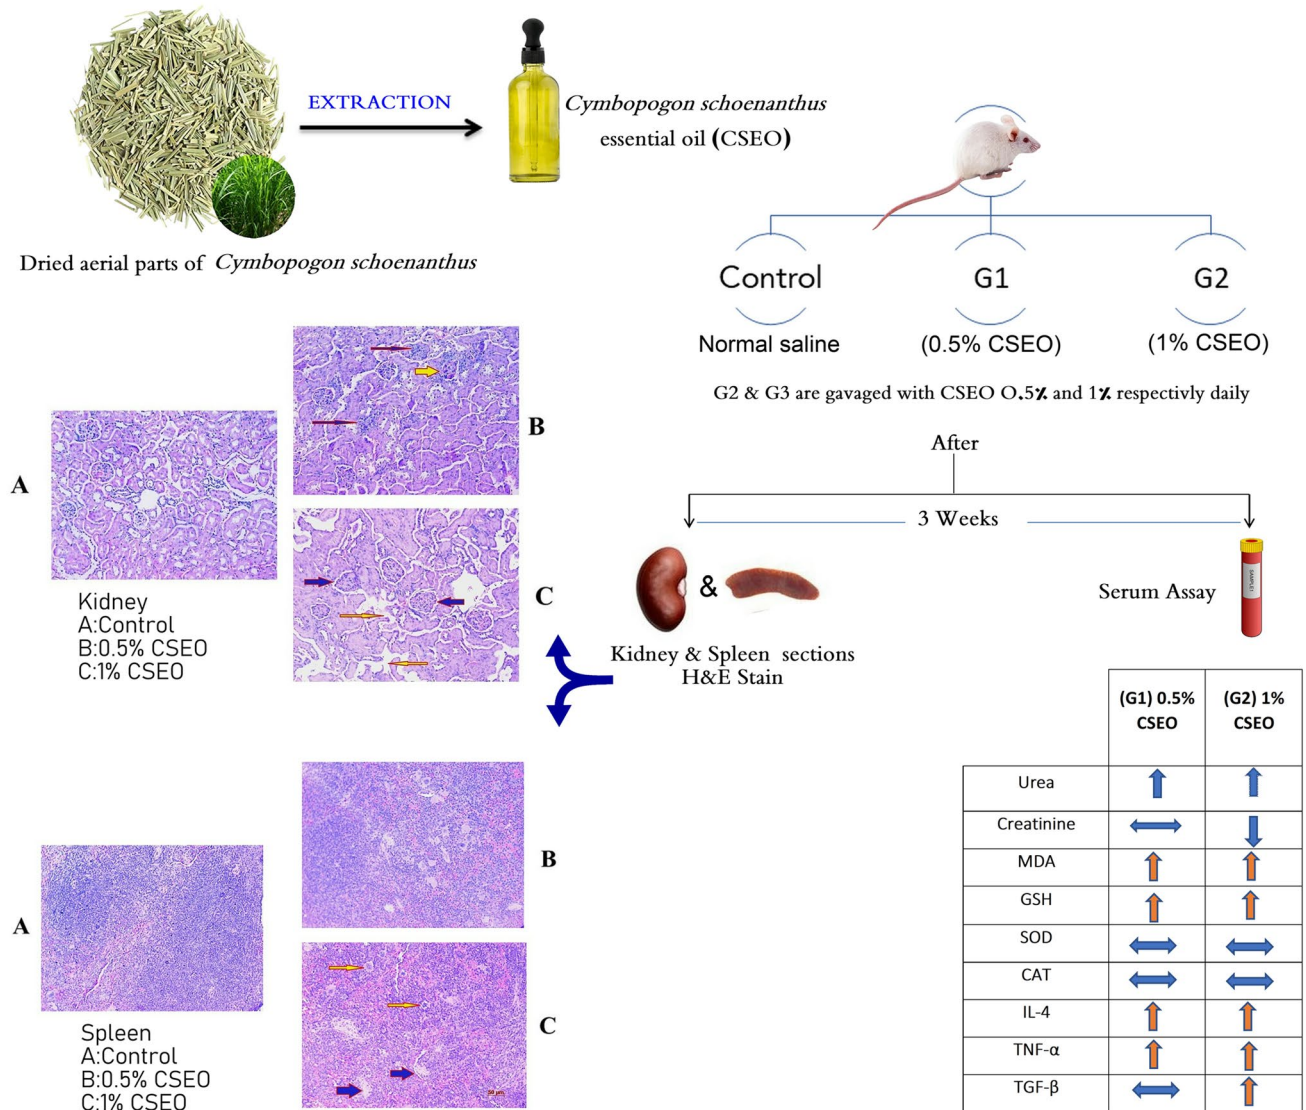 EXTRACTION
Cymbopogon schoenanthus
essential oil (CSEO)
Dried aerial parts of Cymbopogon schoenanthus
Control
G1
G2
Normal saline
(0.5% CSEO)
(1% CSEO)
G2 & G3 are gavaged with CSEO O.5% and 1% respectivly daily
After
3 Weeks
&
Serum Assay
SAMPLE
Kidney & Spleen sections
H&E Stain
A
B
C
Kidney
A:Control
B:0.5% CSEO
C:1% CSEO
A
B
C
50 µm
Spleen
A:Control
B:0.5% CSEO
C:1% CSEO
(G1) 0.5%
CSEO
(G2) 1%
CSEO
Urea
Creatinine
MDA
GSH
SOD
CAT
IL-4
TNF-α
TGF-β